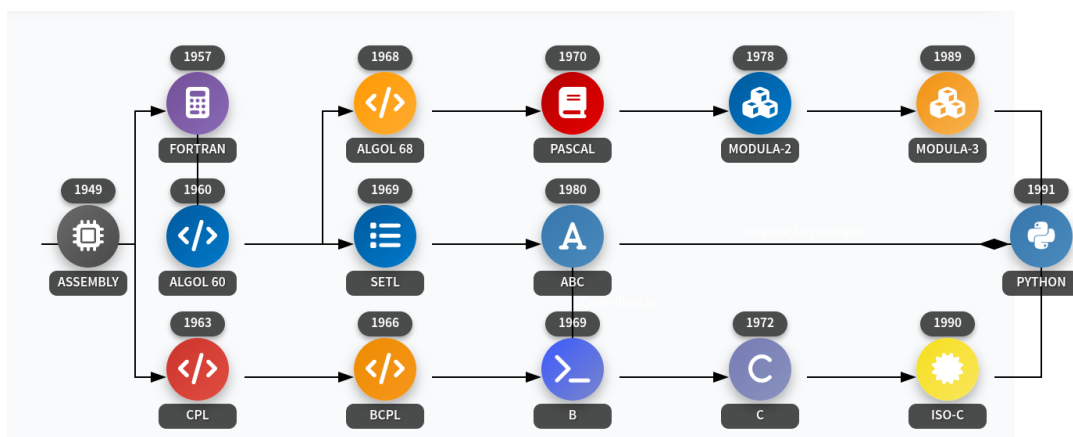 1957
1968
1970
1978
1989
FORTRAN
ALGOL 68
PASCAL
MODULA-2
MODULA-3
1949
1960
1969
1980
1991
ASSEMBLY
ALGOL 60
SETL
ABC
PYTHON
1963
1966
1969
1972
1990
CPL
BCPL
B
C
ISO-C